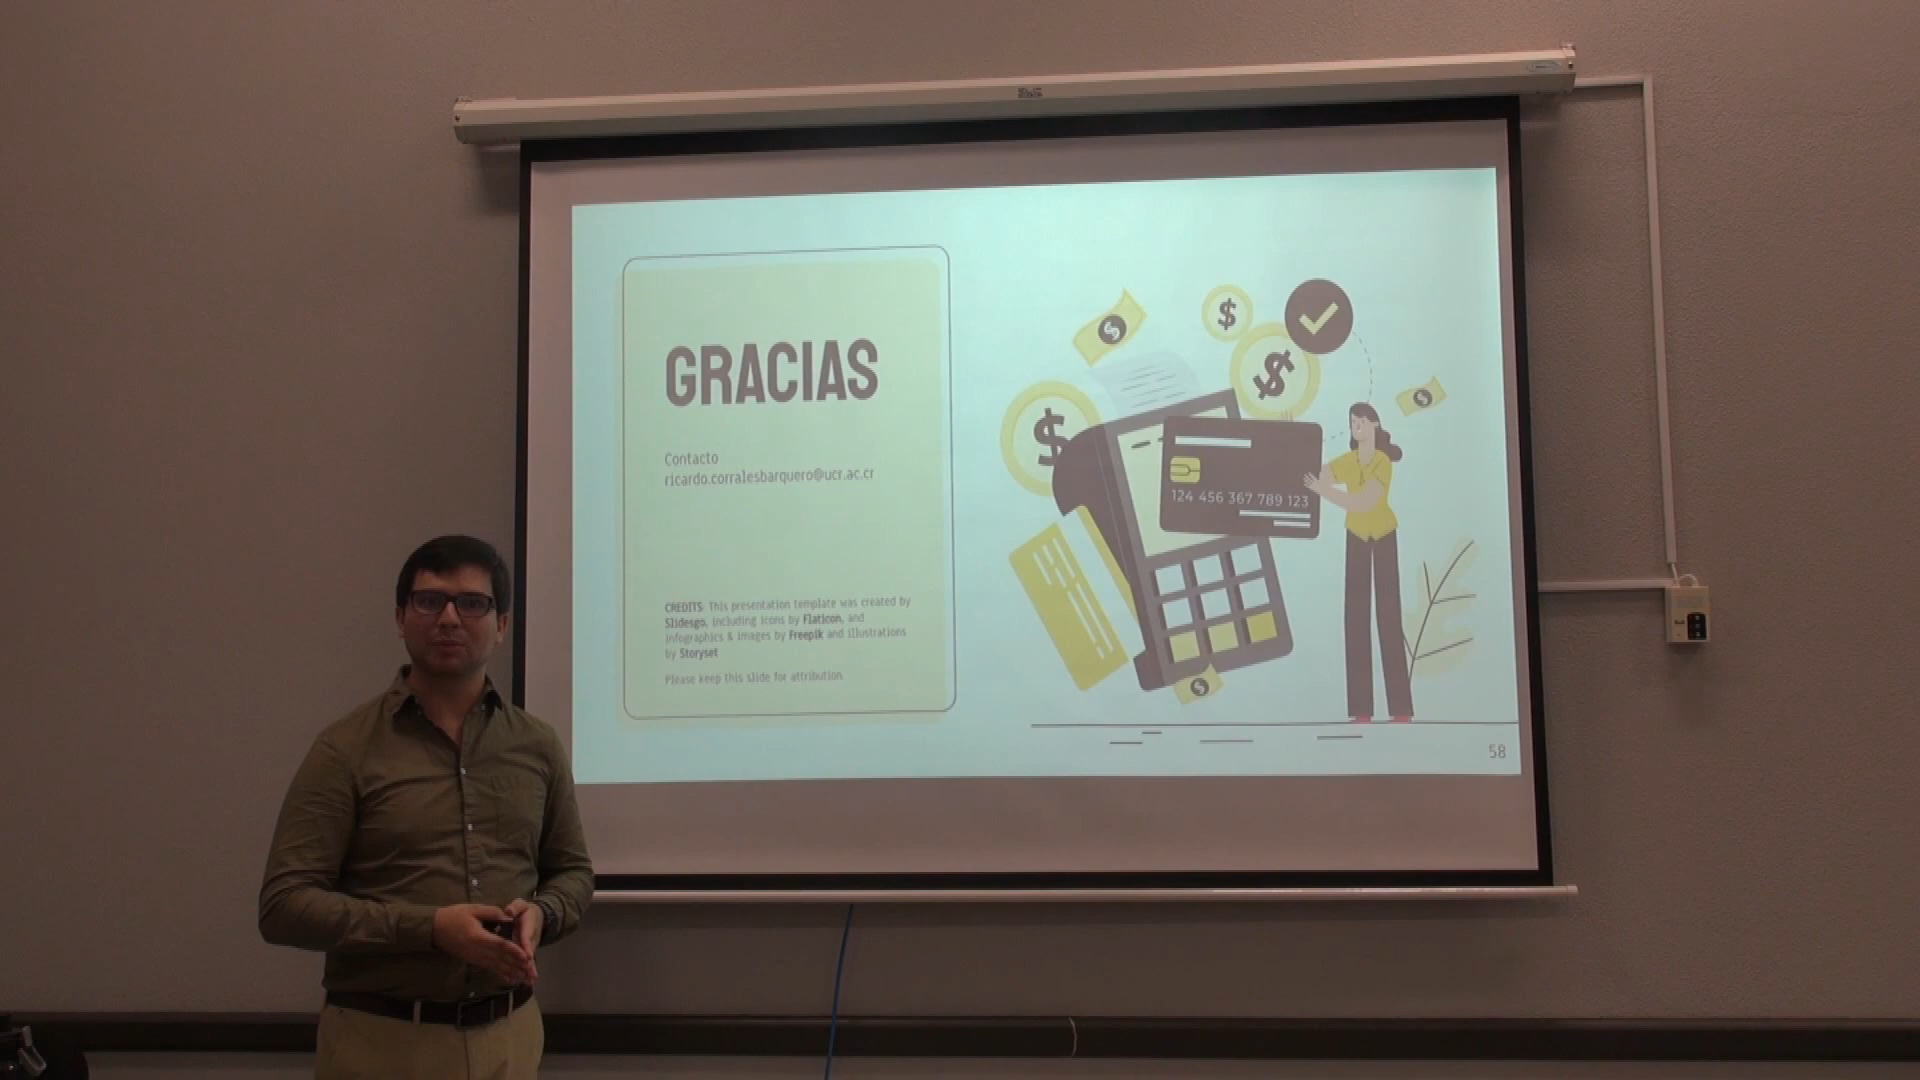 GRACIAS
Contacto
ricardo.corralesbarquero@ucr.ac.cr
CREDITS: This presentation template was created by
Slidesgo, including icons by Flaticon, and
infographics & images by Freepik and illustrations
by Storyset
Please keep this slide for attribution.
124 456 367 789 123
58